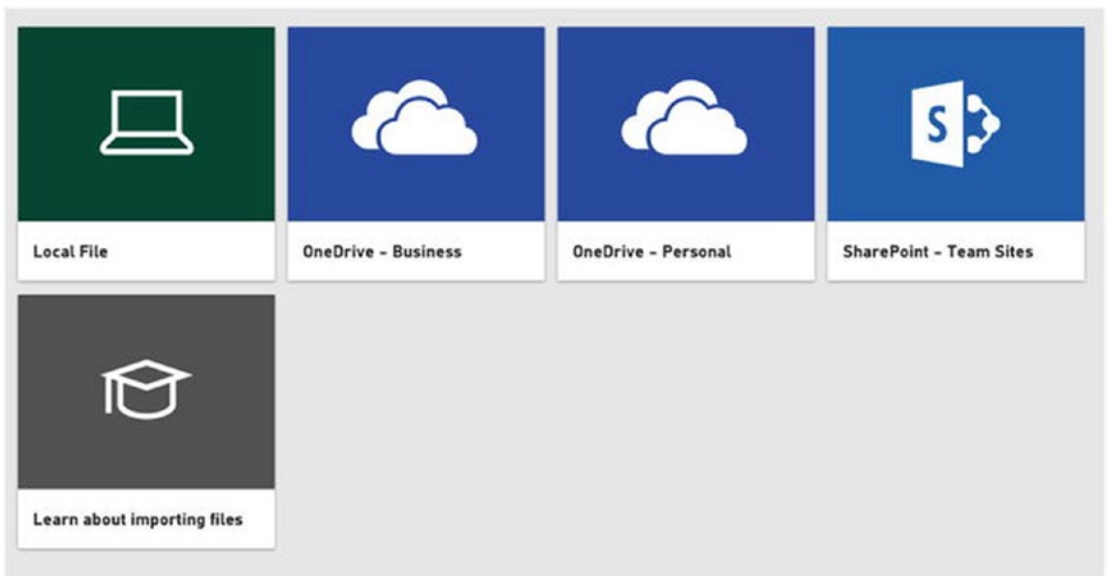 Local File
OneDrive – Business
OneDrive – Personal
S
SharePoint – Team Sites
Learn about importing files